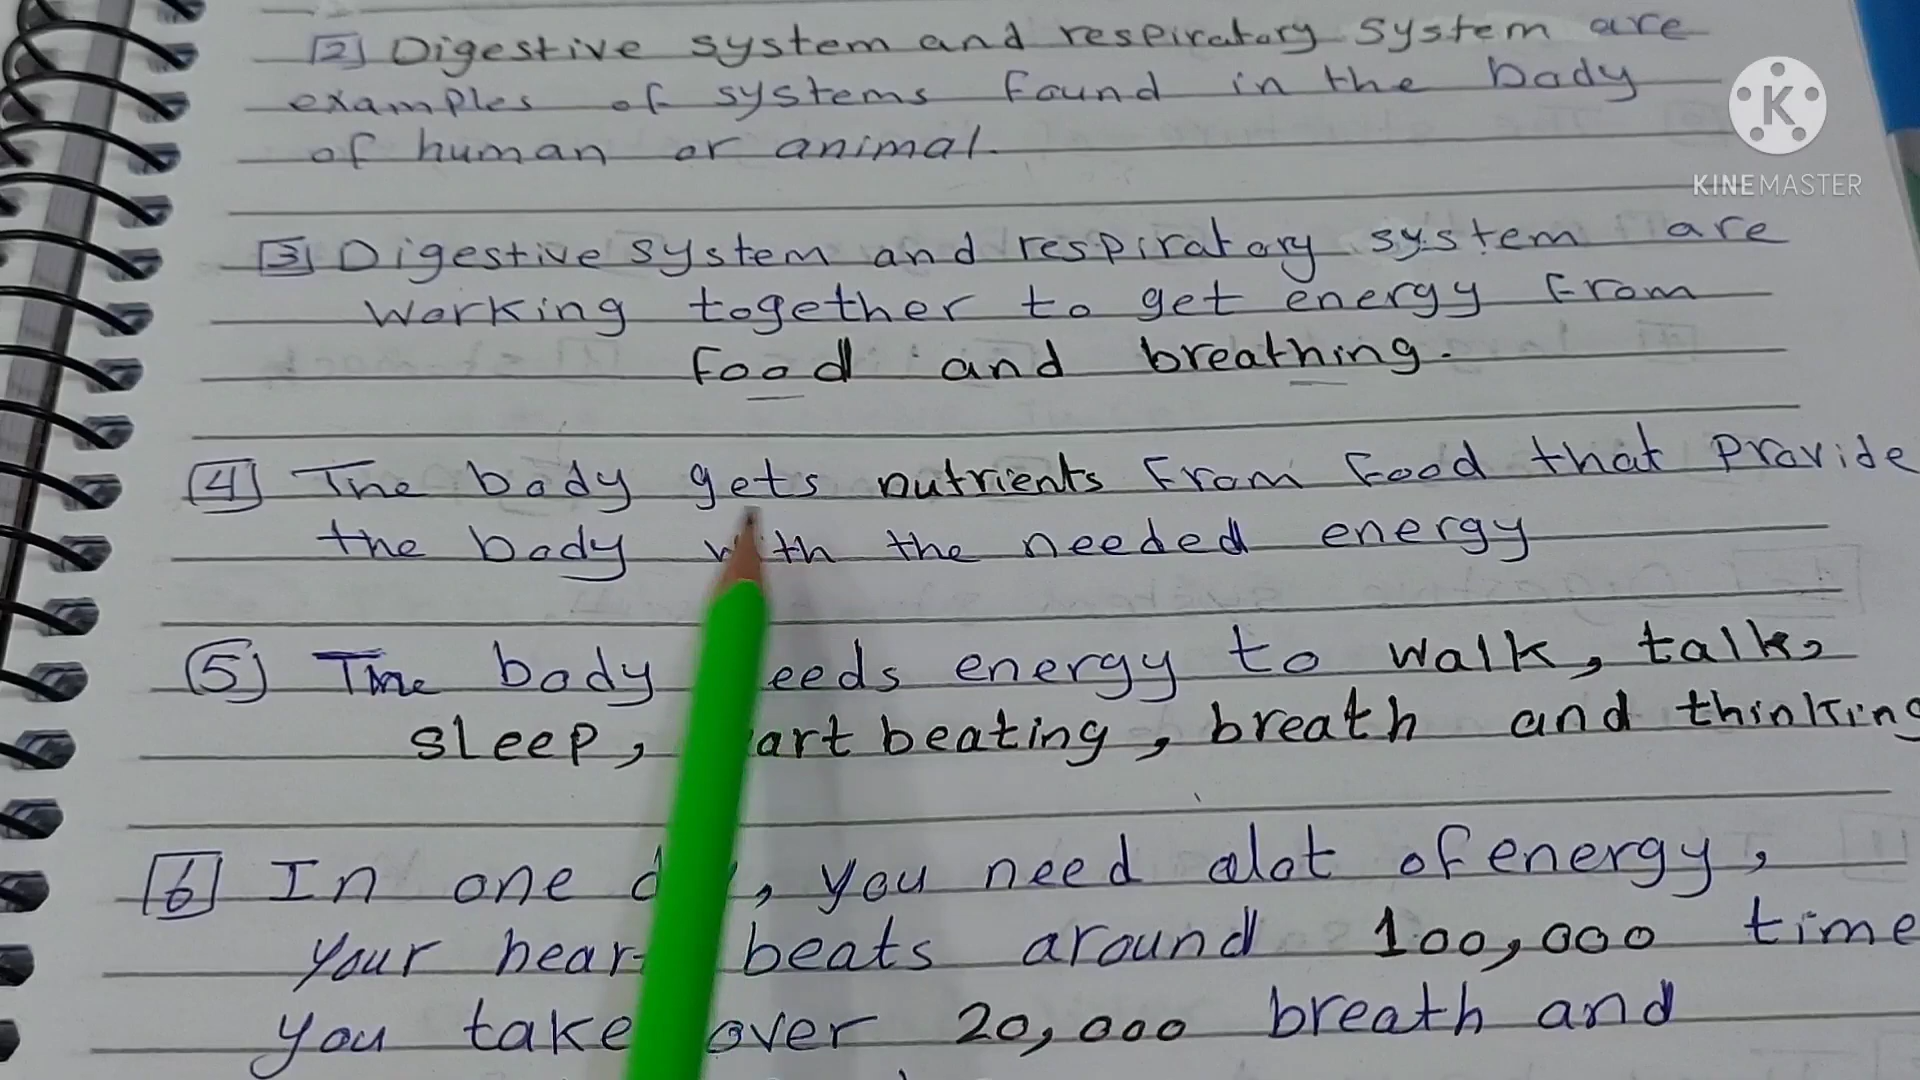 [2] Digestive system and respiratory system are
examples of systems found in the body
of human or animal.
K
KINEMASTER
[3] Digestive system and respiratory system are
working together to get energy from
food and breathing.
[4] The body gets nutrients from food that provide
the body with the needed energy
(5) The body energy to walk, talk,
sleep, beating, breath and thinking
[6] In one , you need alot of energy,
your beats around 100,000 time
you take over 20,000 breath and